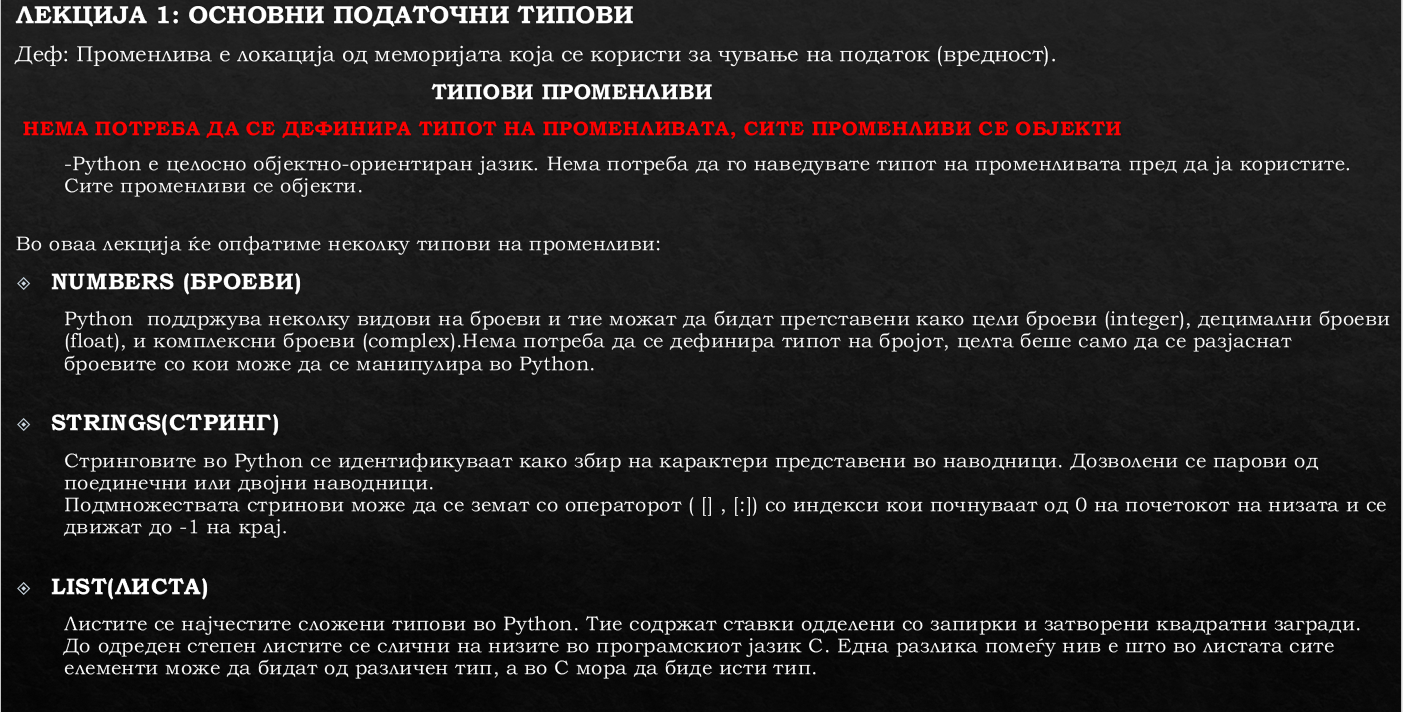 ЛЕКЦИЈА 1: ОСНОВНИ ПОДАТОЧНИ ТИПОВИ
Деф: Променлива е локација од меморијата која се користи за чување на податок (вредност).
ТИПОВИ ПРОМЕНЛИВИ
НЕМА ПОТРЕБА ДА СЕ ДЕФИНИРА ТИПОТ НА ПРОМЕНЛИВАТА, СИТЕ ПРОМЕНЛИВИ СЕ ОБЈЕКТИ
-Python е целосно објектно-ориентиран јазик. Нема потреба да го наведувате типот на променливата пред да ја користите.
Сите променливи се објекти.
Во оваа лекција ќе опфатиме неколку типови на променливи:
NUMBERS (БРОЕВИ)
Python поддржува неколку видови на броеви и тие можат да бидат претставени како цели броеви (integer), децимални броеви
(float), и комплексни броеви (complex).Нема потреба да се дефинира типот на бројот, целта беше само да се разјаснат
броевите со кои може да се манипулира во Python.
STRINGS(СТРИНГ)
Стринговите во Python се идентификуваат како збир на карактери представени во наводници. Дозволени се парови од
поединечни или двојни наводници.
Подмножествата стринови може да се земат со операторот ( [] , [:]) со индекси кои почнуваат од 0 на почетокот на низата и се
движат до -1 на крај.
LIST(ЛИСТА)
Листите се најчестите сложени типови во Python. Тие содржат ставки одделени со запирки и затворени квадратни загради.
До одреден степен листите се слични на низите во програмскиот јазик C. Една разлика помеѓу нив е што во листата сите
елементи може да бидат од различен тип, а во C мора да биде исти тип.